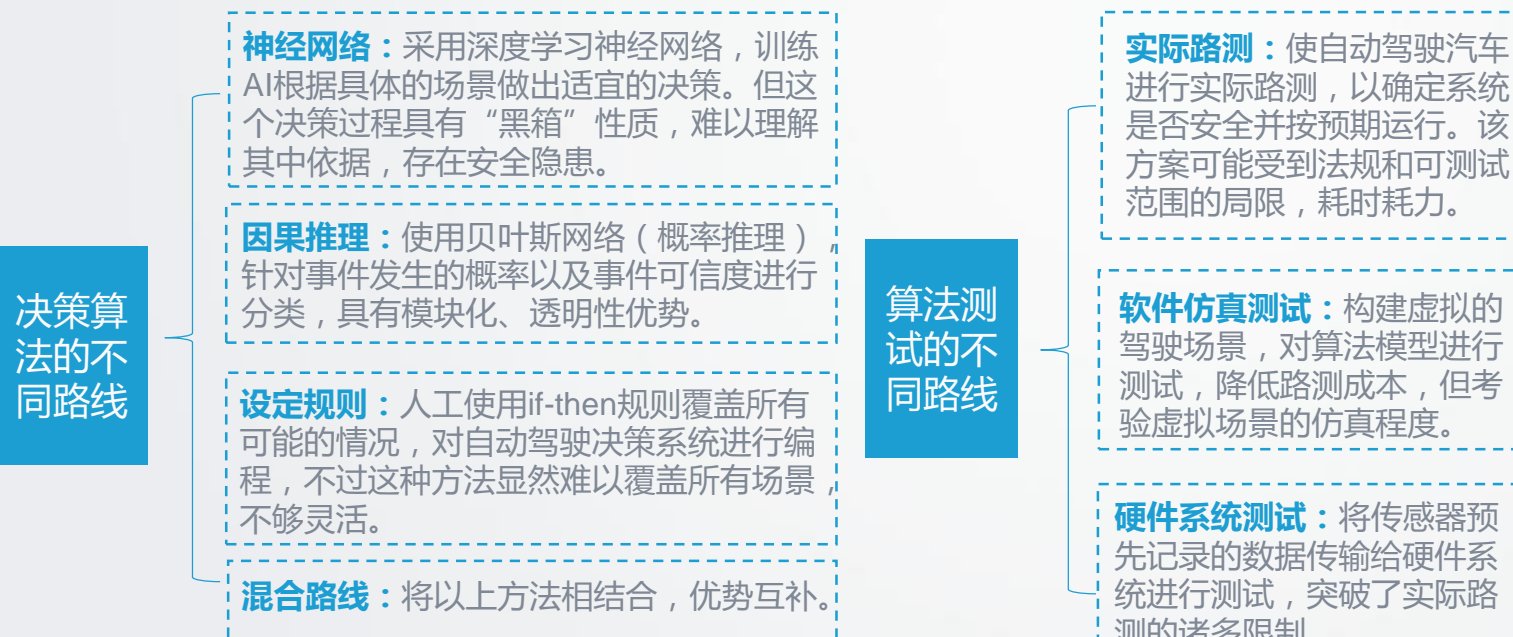 决策算
法的不
同路线
神经网络：采用深度学习神经网络，训练
AI根据具体的场景做出适宜的决策。但这
个决策过程具有“黑箱”性质，难以理解
其中依据，存在安全隐患。
因果推理：使用贝叶斯网络（概率推理），
针对事件发生的概率以及事件可信度进行
分类，具有模块化、透明性优势。
设定规则：人工使用if-then规则覆盖所有
可能的情况，对自动驾驶决策系统进行编
程，不过这种方法显然难以覆盖所有场景，
不够灵活。
混合路线：将以上方法相结合，优势互补。
算法测
试的不
同路线
实际路测：使自动驾驶汽车
进行实际路测，以确定系统
是否安全并按预期运行。该
方案可能受到法规和可测试
范围的局限，耗时耗力。
软件仿真测试：构建虚拟的
驾驶场景，对算法模型进行
测试，降低路测成本，但考
验虚拟场景的仿真程度。
硬件系统测试：将传感器预
先记录的数据传输给硬件系
统进行测试，突破了实际路
测的诸多限制